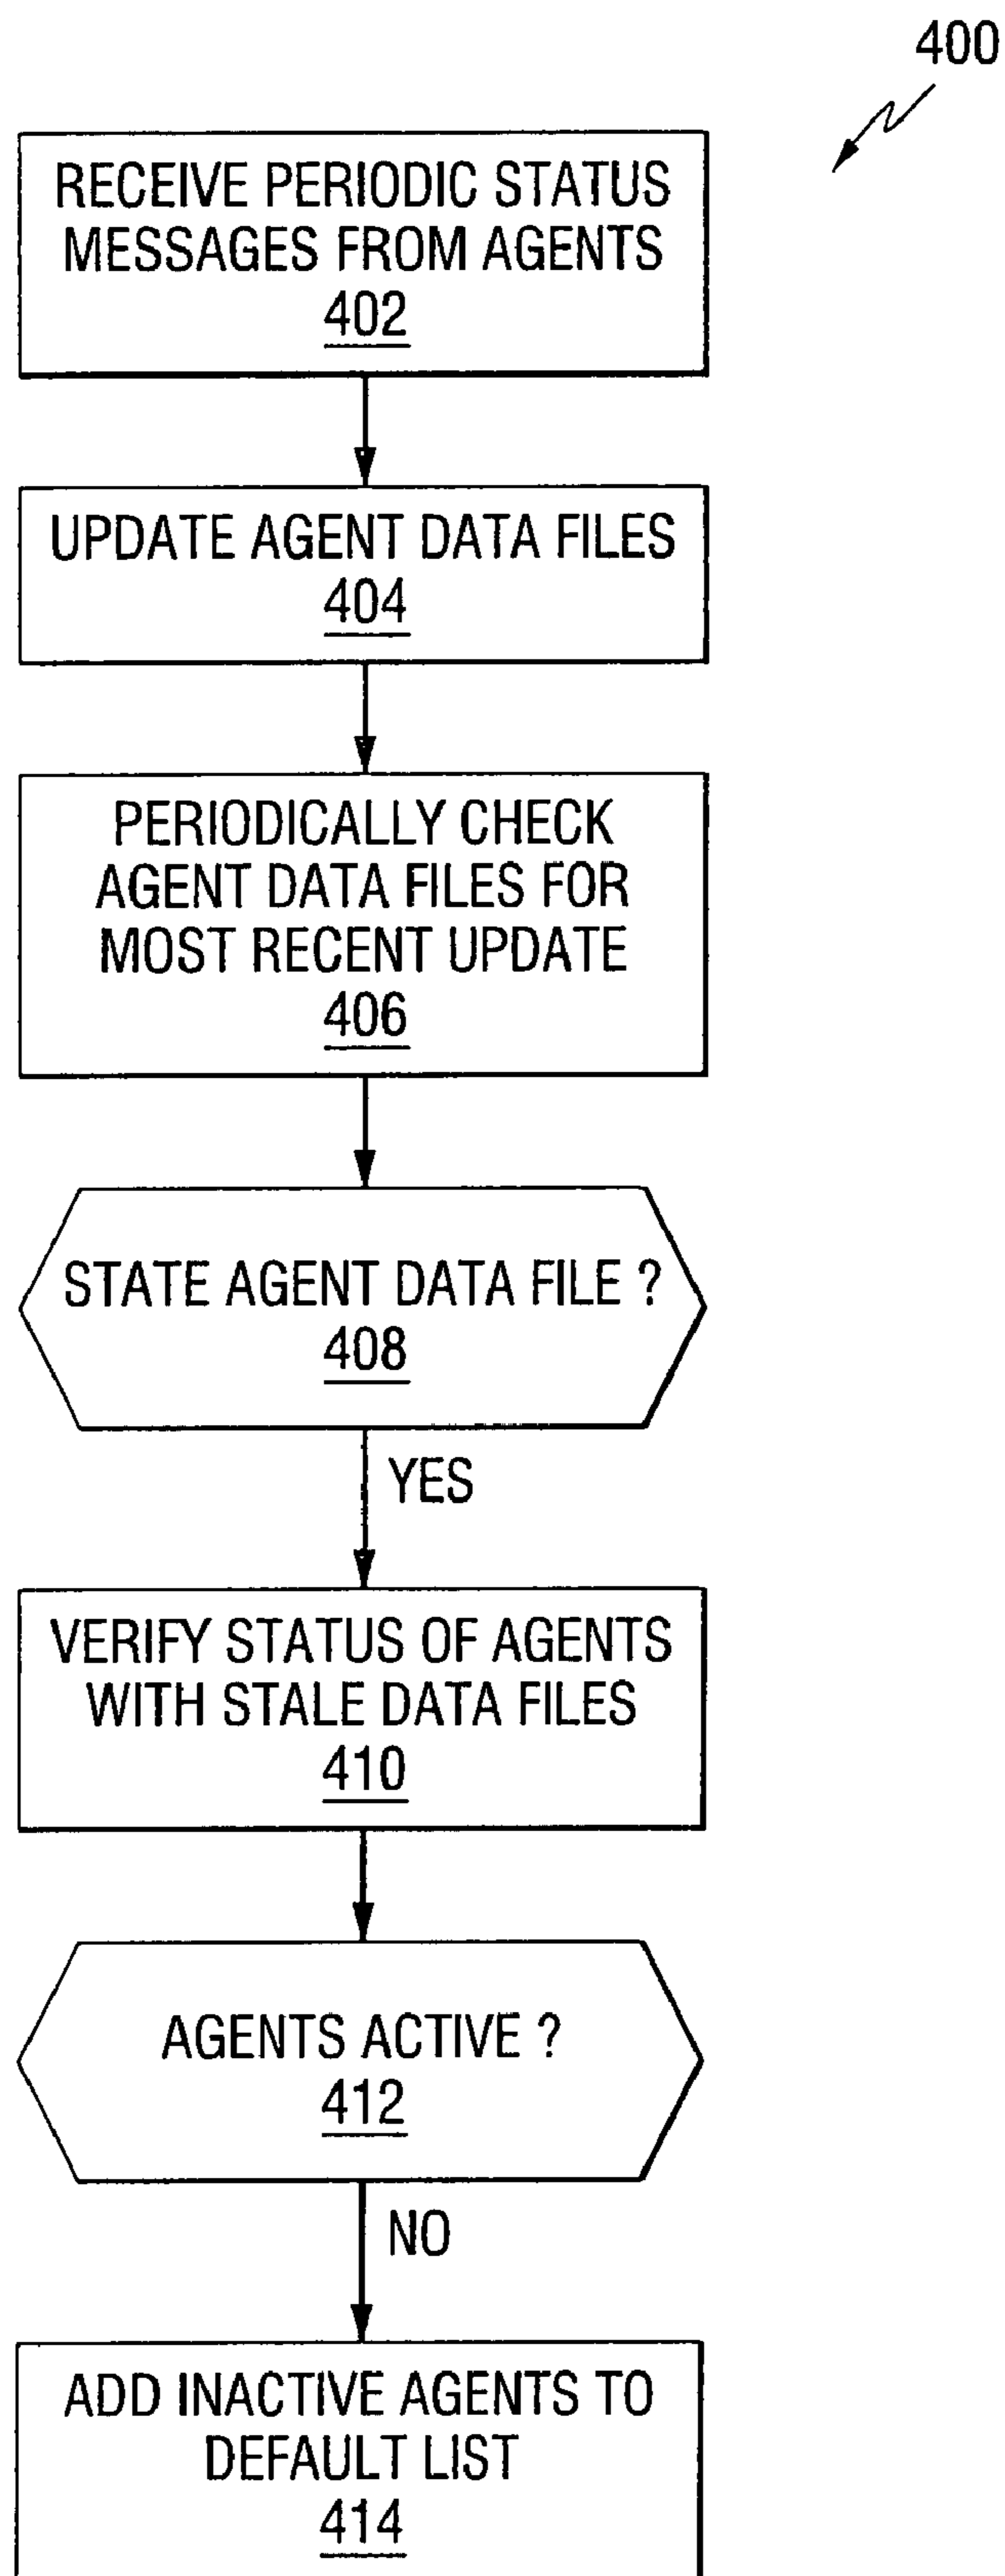 400
RECEIVE PERIODIC STATUS
MESSAGES FROM AGENTS
402
UPDATE AGENT DATA FILES
404
PERIODICALLY CHECK
AGENT DATA FILES FOR
MOST RECENT UPDATE
406
STATE AGENT DATA FILE ?
408
YES
VERIFY STATUS OF AGENTS
WITH STALE DATA FILES
410
AGENTS ACTIVE ?
412
NO
ADD INACTIVE AGENTS TO
DEFAULT LIST
414